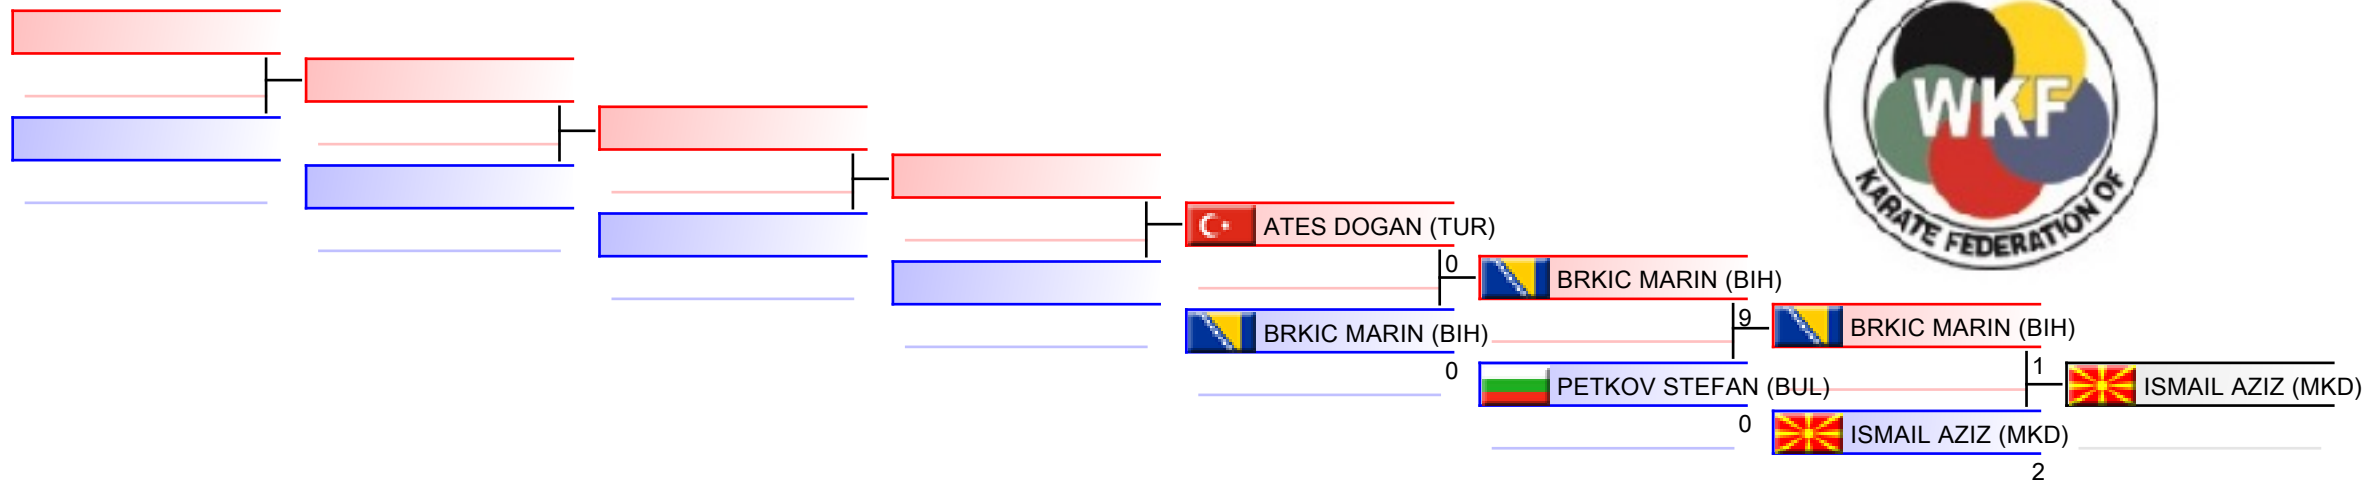 WKF
KARATE FEDERATION OF
ATES DOGAN (TUR)
0
BRKIC MARIN (BIH)
0
BRKIC MARIN (BIH)
9
PETKOV STEFAN (BUL)
0
BRKIC MARIN (BIH)
1
ISMAIL AZIZ (MKD)
2
ISMAIL AZIZ (MKD)